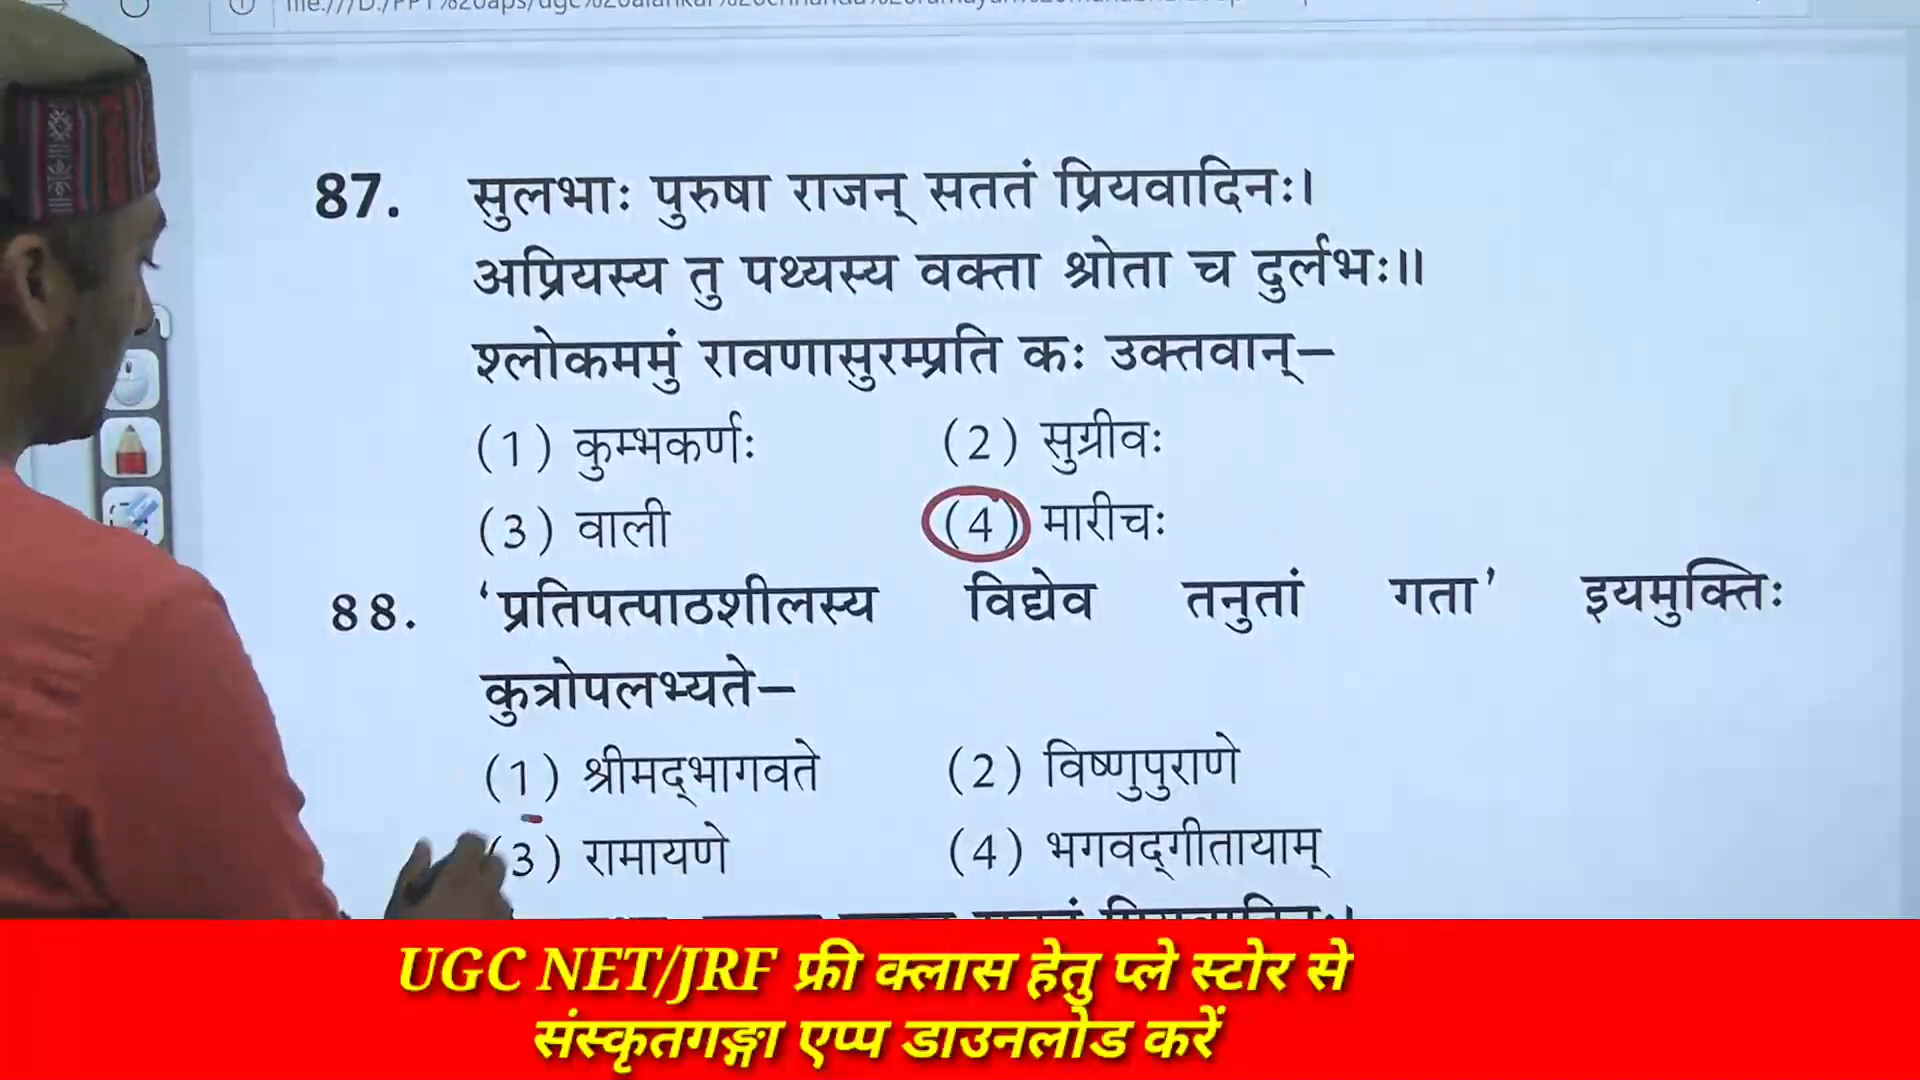 87. सुलभाः पुरुषा राजन् सततं प्रियवादिनः।
अप्रियस्य तु पथ्यस्य वक्ता श्रोता च दुर्लभः॥
श्लोकममुं रावणासुरम्प्रति कः उक्तवान्–
(1) कुम्भकर्णः (2) सुग्रीवः
(3) वाली (4) मारीचः
88. 'प्रतिपत्पाठशीलस्य विद्येव तनुतां गता' इयमुक्तिः
कुत्रोपलभ्यते–
(1) श्रीमद्भागवते (2) विष्णुपुराणे
(3) रामायणे (4) भगवद्गीतायाम्
UGC NET/JRF फ्री क्लास हेतु प्ले स्टोर से
संस्कृतगङ्गा एप्प डाउनलोड करें